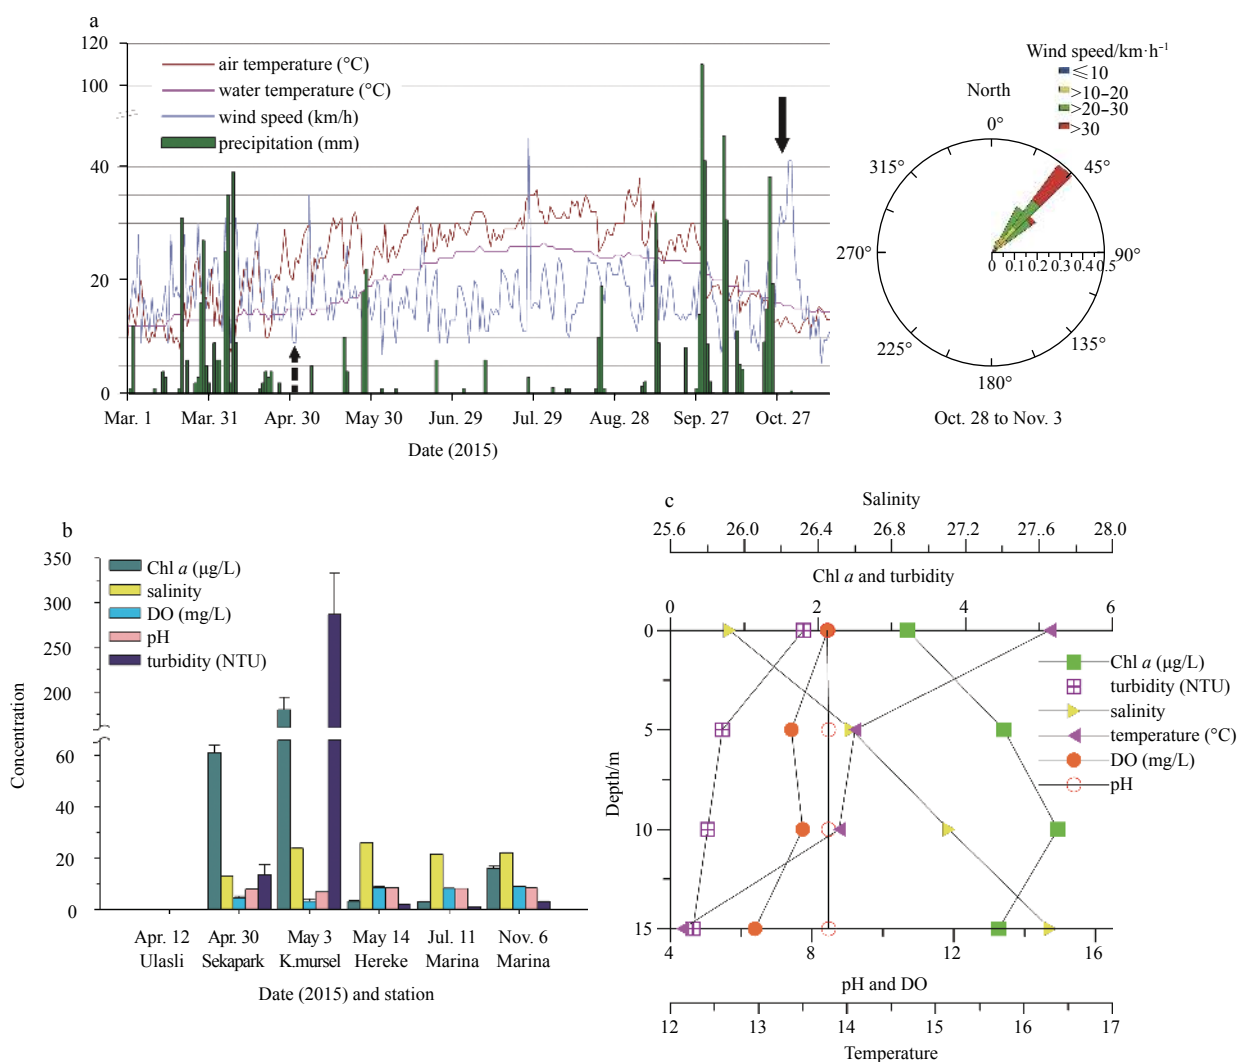 a
120
100
40
20
0
air temperature (°C)
water temperature (°C)
wind speed (km/h)
precipitation (mm)
Mar. 1 Mar. 31 Apr. 30 May 30 Jun. 29 Jul. 29 Aug. 28 Sep. 27 Oct. 27
Date (2015)
Wind speed/km·h⁻¹
≤10
>10–20
>20–30
>30
North
0°
45°
90°
135°
180°
225°
270°
315°
0 0.1 0.2 0.3 0.4 0.5
Oct. 28 to Nov. 3
b
Concentration
350
300
250
200
60
40
20
0
Chl a (μg/L)
salinity
DO (mg/L)
pH
turbidity (NTU)
Apr. 12 Apr. 30 May 3 May 14 Jul. 11 Nov. 6
Ulasli Sekapark K.mursel Hereke Marina Marina
Date (2015) and station
c
Salinity
25.6 26.0 26.4 26.8 27.2 27.6 28.0
Chl a and turbidity
0 2 4 6
Depth/m
0
5
10
15
Chl a (μg/L)
turbidity (NTU)
salinity
temperature (°C)
DO (mg/L)
pH
4 8 12 16
pH and DO
12 13 14 15 16 17
Temperature